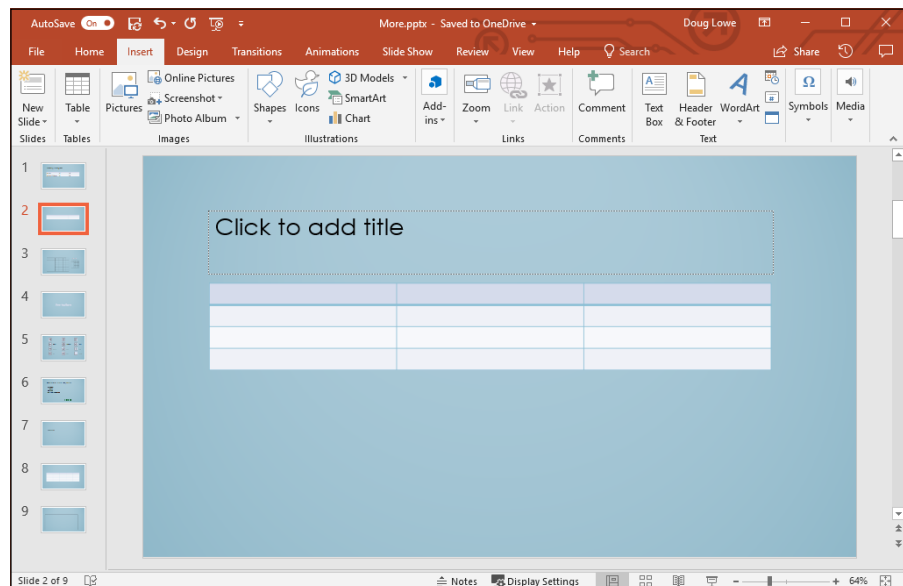 AutoSave On More.pptx - Saved to OneDrive Doug Lowe
File Home Insert Design Transitions Animations Slide Show Review View Help Search Share
New Slide
Table
Pictures
Online Pictures
Screenshot
Photo Album
Shapes
Icons
3D Models
SmartArt
Chart
Add-ins
Zoom
Link
Action
Comment
Text Box
Header & Footer
WordArt
Symbols
Media
Slides Tables Images Illustrations Links Comments Text
1
2
3
4
5
6
7
8
9
Click to add title
Slide 2 of 9 Notes Display Settings 64%